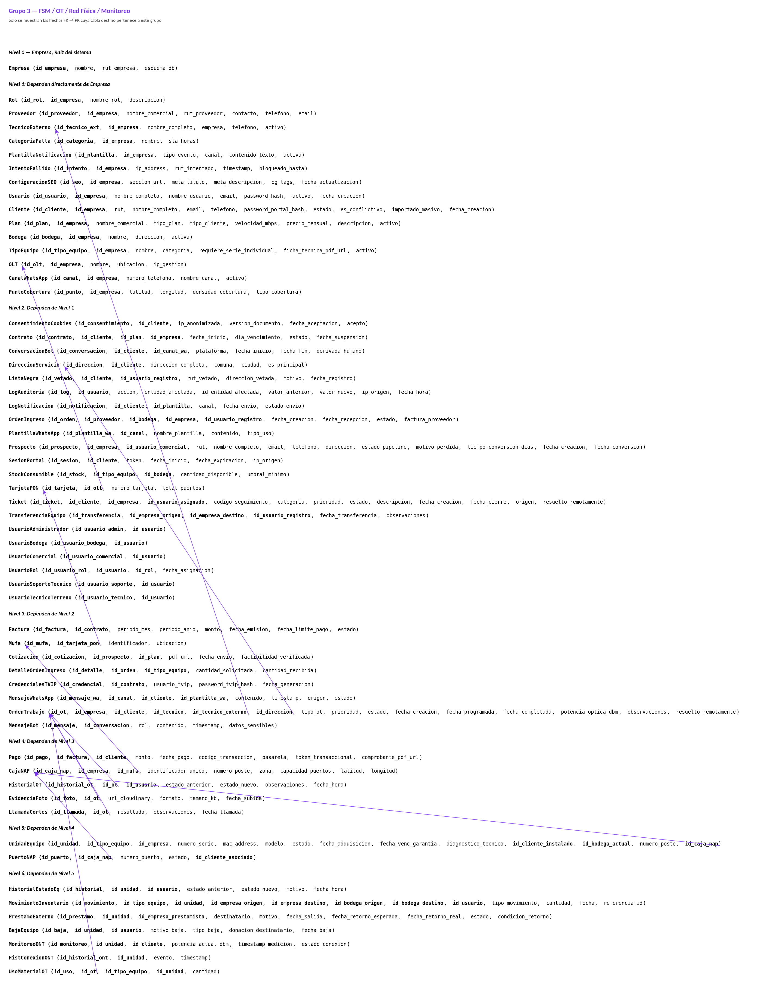 Grupo 3 — FSM / OT / Red Física / Monitoreo
Solo se muestran las flechas FK → PK cuya tabla destino pertenece a este grupo.
Nivel 0 — Empresa, Raíz del sistema
Empresa (id_empresa, nombre, rut_empresa, esquema_db)
Nivel 1: Dependen directamente de Empresa
Rol (id_rol, id_empresa, nombre_rol, descripcion)
Proveedor (id_proveedor, id_empresa, nombre_comercial, rut_proveedor, contacto, telefono, email)
TecnicoExterno (id_tecnico_ext, id_empresa, nombre_completo, empresa, telefono, activo)
CategoriaFalla (id_categoria, id_empresa, nombre, sla_horas)
PlantillaNotificacion (id_plantilla, id_empresa, tipo_evento, canal, contenido_texto, activa)
IntentoFallido (id_intento, id_empresa, ip_address, rut_intentado, timestamp, bloqueado_hasta)
ConfiguracionSEO (id_seo, id_empresa, seccion_url, meta_titulo, meta_descripcion, og_tags, fecha_actualizacion)
Usuario (id_usuario, id_empresa, nombre_completo, nombre_usuario, email, password_hash, activo, fecha_creacion)
Cliente (id_cliente, id_empresa, rut, nombre_completo, email, telefono, password_portal_hash, estado, es_conflictivo, importado_masivo, fecha_creacion)
Plan (id_plan, id_empresa, nombre_comercial, tipo_plan, tipo_cliente, velocidad_mbps, precio_mensual, descripcion, activo)
Bodega (id_bodega, id_empresa, nombre, direccion, activa)
TipoEquipo (id_tipo_equipo, id_empresa, nombre, categoria, requiere_serie_individual, ficha_tecnica_pdf_url, activo)
OLT (id_olt, id_empresa, nombre, ubicacion, ip_gestion)
CanalWhatsApp (id_canal, id_empresa, numero_telefono, nombre_canal, activo)
PuntoCobertura (id_punto, id_empresa, latitud, longitud, densidad_cobertura, tipo_cobertura)
Nivel 2: Dependen de Nivel 1
ConsentimientoCookies (id_consentimiento, id_cliente, ip_anonimizada, version_documento, fecha_aceptacion, acepto)
Contrato (id_contrato, id_cliente, id_plan, id_empresa, fecha_inicio, dia_vencimiento, estado, fecha_suspension)
ConversacionBot (id_conversacion, id_cliente, id_canal_wa, plataforma, fecha_inicio, fecha_fin, derivada_humano)
DireccionServicio (id_direccion, id_cliente, direccion_completa, comuna, ciudad, es_principal)
ListaNegra (id_vetado, id_cliente, id_usuario_registro, rut_vetado, direccion_vetada, motivo, fecha_registro)
LogAuditoria (id_log, id_usuario, accion, entidad_afectada, id_entidad_afectada, valor_anterior, valor_nuevo, ip_origen, fecha_hora)
LogNotificacion (id_notificacion, id_cliente, id_plantilla, canal, fecha_envio, estado_envio)
OrdenIngreso (id_orden, id_proveedor, id_bodega, id_empresa, id_usuario_registro, fecha_creacion, fecha_recepcion, estado, factura_proveedor)
PlantillaWhatsApp (id_plantilla_wa, id_canal, nombre_plantilla, contenido, tipo_uso)
Prospecto (id_prospecto, id_empresa, id_usuario_comercial, rut, nombre_completo, email, telefono, direccion, estado_pipeline, motivo_perdida, tiempo_conversion_dias, fecha_creacion, fecha_conversion)
SesionPortal (id_sesion, id_cliente, token, fecha_inicio, fecha_expiracion, ip_origen)
StockConsumible (id_stock, id_tipo_equipo, id_bodega, cantidad_disponible, umbral_minimo)
TarjetaPON (id_tarjeta, id_olt, numero_tarjeta, total_puertos)
Ticket (id_ticket, id_cliente, id_empresa, id_usuario_asignado, codigo_seguimiento, categoria, prioridad, estado, descripcion, fecha_creacion, fecha_cierre, origen, resuelto_remotamente)
TransferenciaEquipo (id_transferencia, id_empresa_origen, id_empresa_destino, id_usuario_registro, fecha_transferencia, observaciones)
UsuarioAdministrador (id_usuario_admin, id_usuario)
UsuarioBodega (id_usuario_bodega, id_usuario)
UsuarioComercial (id_usuario_comercial, id_usuario)
UsuarioRol (id_usuario_rol, id_usuario, id_rol, fecha_asignacion)
UsuarioSoporteTecnico (id_usuario_soporte, id_usuario)
UsuarioTecnicoTerreno (id_usuario_tecnico, id_usuario)
Nivel 3: Dependen de Nivel 2
Factura (id_factura, id_contrato, periodo_mes, periodo_anio, monto, fecha_emision, fecha_limite_pago, estado)
Mufa (id_mufa, id_tarjeta_pon, identificador, ubicacion)
Cotizacion (id_cotizacion, id_prospecto, id_plan, pdf_url, fecha_envio, factibilidad_verificada)
DetalleOrdenIngreso (id_detalle, id_orden, id_tipo_equipo, cantidad_solicitada, cantidad_recibida)
CredencialesTVIP (id_credencial, id_contrato, usuario_tvip, password_tvip_hash, fecha_generacion)
MensajeWhatsApp (id_mensaje_wa, id_canal, id_cliente, id_plantilla_wa, contenido, timestamp, origen, estado)
OrdenTrabajo (id_ot, id_empresa, id_cliente, id_tecnico, id_tecnico_externo, id_direccion, tipo_ot, prioridad, estado, fecha_creacion, fecha_programada, fecha_completada, potencia_optica_dbm, observaciones, resuelto_remotamente)
MensajeBot (id_mensaje, id_conversacion, rol, contenido, timestamp, datos_sensibles)
Nivel 4: Dependen de Nivel 3
Pago (id_pago, id_factura, id_cliente, monto, fecha_pago, codigo_transaccion, pasarela, token_transaccional, comprobante_pdf_url)
CajaNAP (id_caja_nap, id_empresa, id_mufa, identificador_unico, numero_poste, zona, capacidad_puertos, latitud, longitud)
HistorialOT (id_historial_ot, id_ot, id_usuario, estado_anterior, estado_nuevo, observaciones, fecha_hora)
EvidenciaFoto (id_foto, id_ot, url_cloudinary, formato, tamano_kb, fecha_subida)
LlamadaCortes (id_llamada, id_ot, resultado, observaciones, fecha_llamada)
Nivel 5: Dependen de Nivel 4
UnidadEquipo (id_unidad, id_tipo_equipo, id_empresa, numero_serie, mac_address, modelo, estado, fecha_adquisicion, fecha_venc_garantia, diagnostico_tecnico, id_cliente_instalado, id_bodega_actual, numero_poste, id_caja_nap)
PuertoNAP (id_puerto, id_caja_nap, numero_puerto, estado, id_cliente_asociado)
Nivel 6: Dependen de Nivel 5
HistorialEstadoEq (id_historial, id_unidad, id_usuario, estado_anterior, estado_nuevo, motivo, fecha_hora)
MovimientoInventario (id_movimiento, id_tipo_equipo, id_unidad, id_empresa_origen, id_empresa_destino, id_bodega_origen, id_bodega_destino, id_usuario, tipo_movimiento, cantidad, fecha, referencia_id)
PrestamoExterno (id_prestamo, id_unidad, id_empresa_prestamista, destinatario, motivo, fecha_salida, fecha_retorno_esperada, fecha_retorno_real, estado, condicion_retorno)
BajaEquipo (id_baja, id_unidad, id_usuario, motivo_baja, tipo_baja, donacion_destinatario, fecha_baja)
MonitoreoONT (id_monitoreo, id_unidad, id_cliente, potencia_actual_dbm, timestamp_medicion, estado_conexion)
HistConexionONT (id_historial_ont, id_unidad, evento, timestamp)
UsoMaterialOT (id_uso, id_ot, id_tipo_equipo, id_unidad, cantidad)